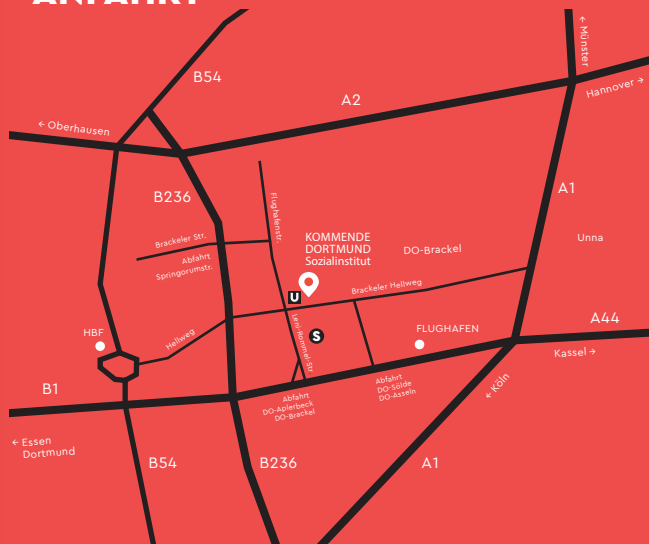 ANFAHRT
← Münster
B54
Hannover →
A2
← Oberhausen
A1
B236
Flughafenstr.
Brackeler Str.
KOMMENDE
DORTMUND
Sozialinstitut
DO-Brackel
Unna
Abfahrt
Springorumstr.
U
Brackeler Hellweg
A44
HBF
Hellweg
Leni-Rommel-Str
S
FLUGHAFEN
Kassel →
B1
Abfahrt
DO-Aplerbeck
DO-Brackel
Abfahrt
DO-Sölde
DO-Asseln
← Köln
← Essen
Dortmund
B54
B236
A1